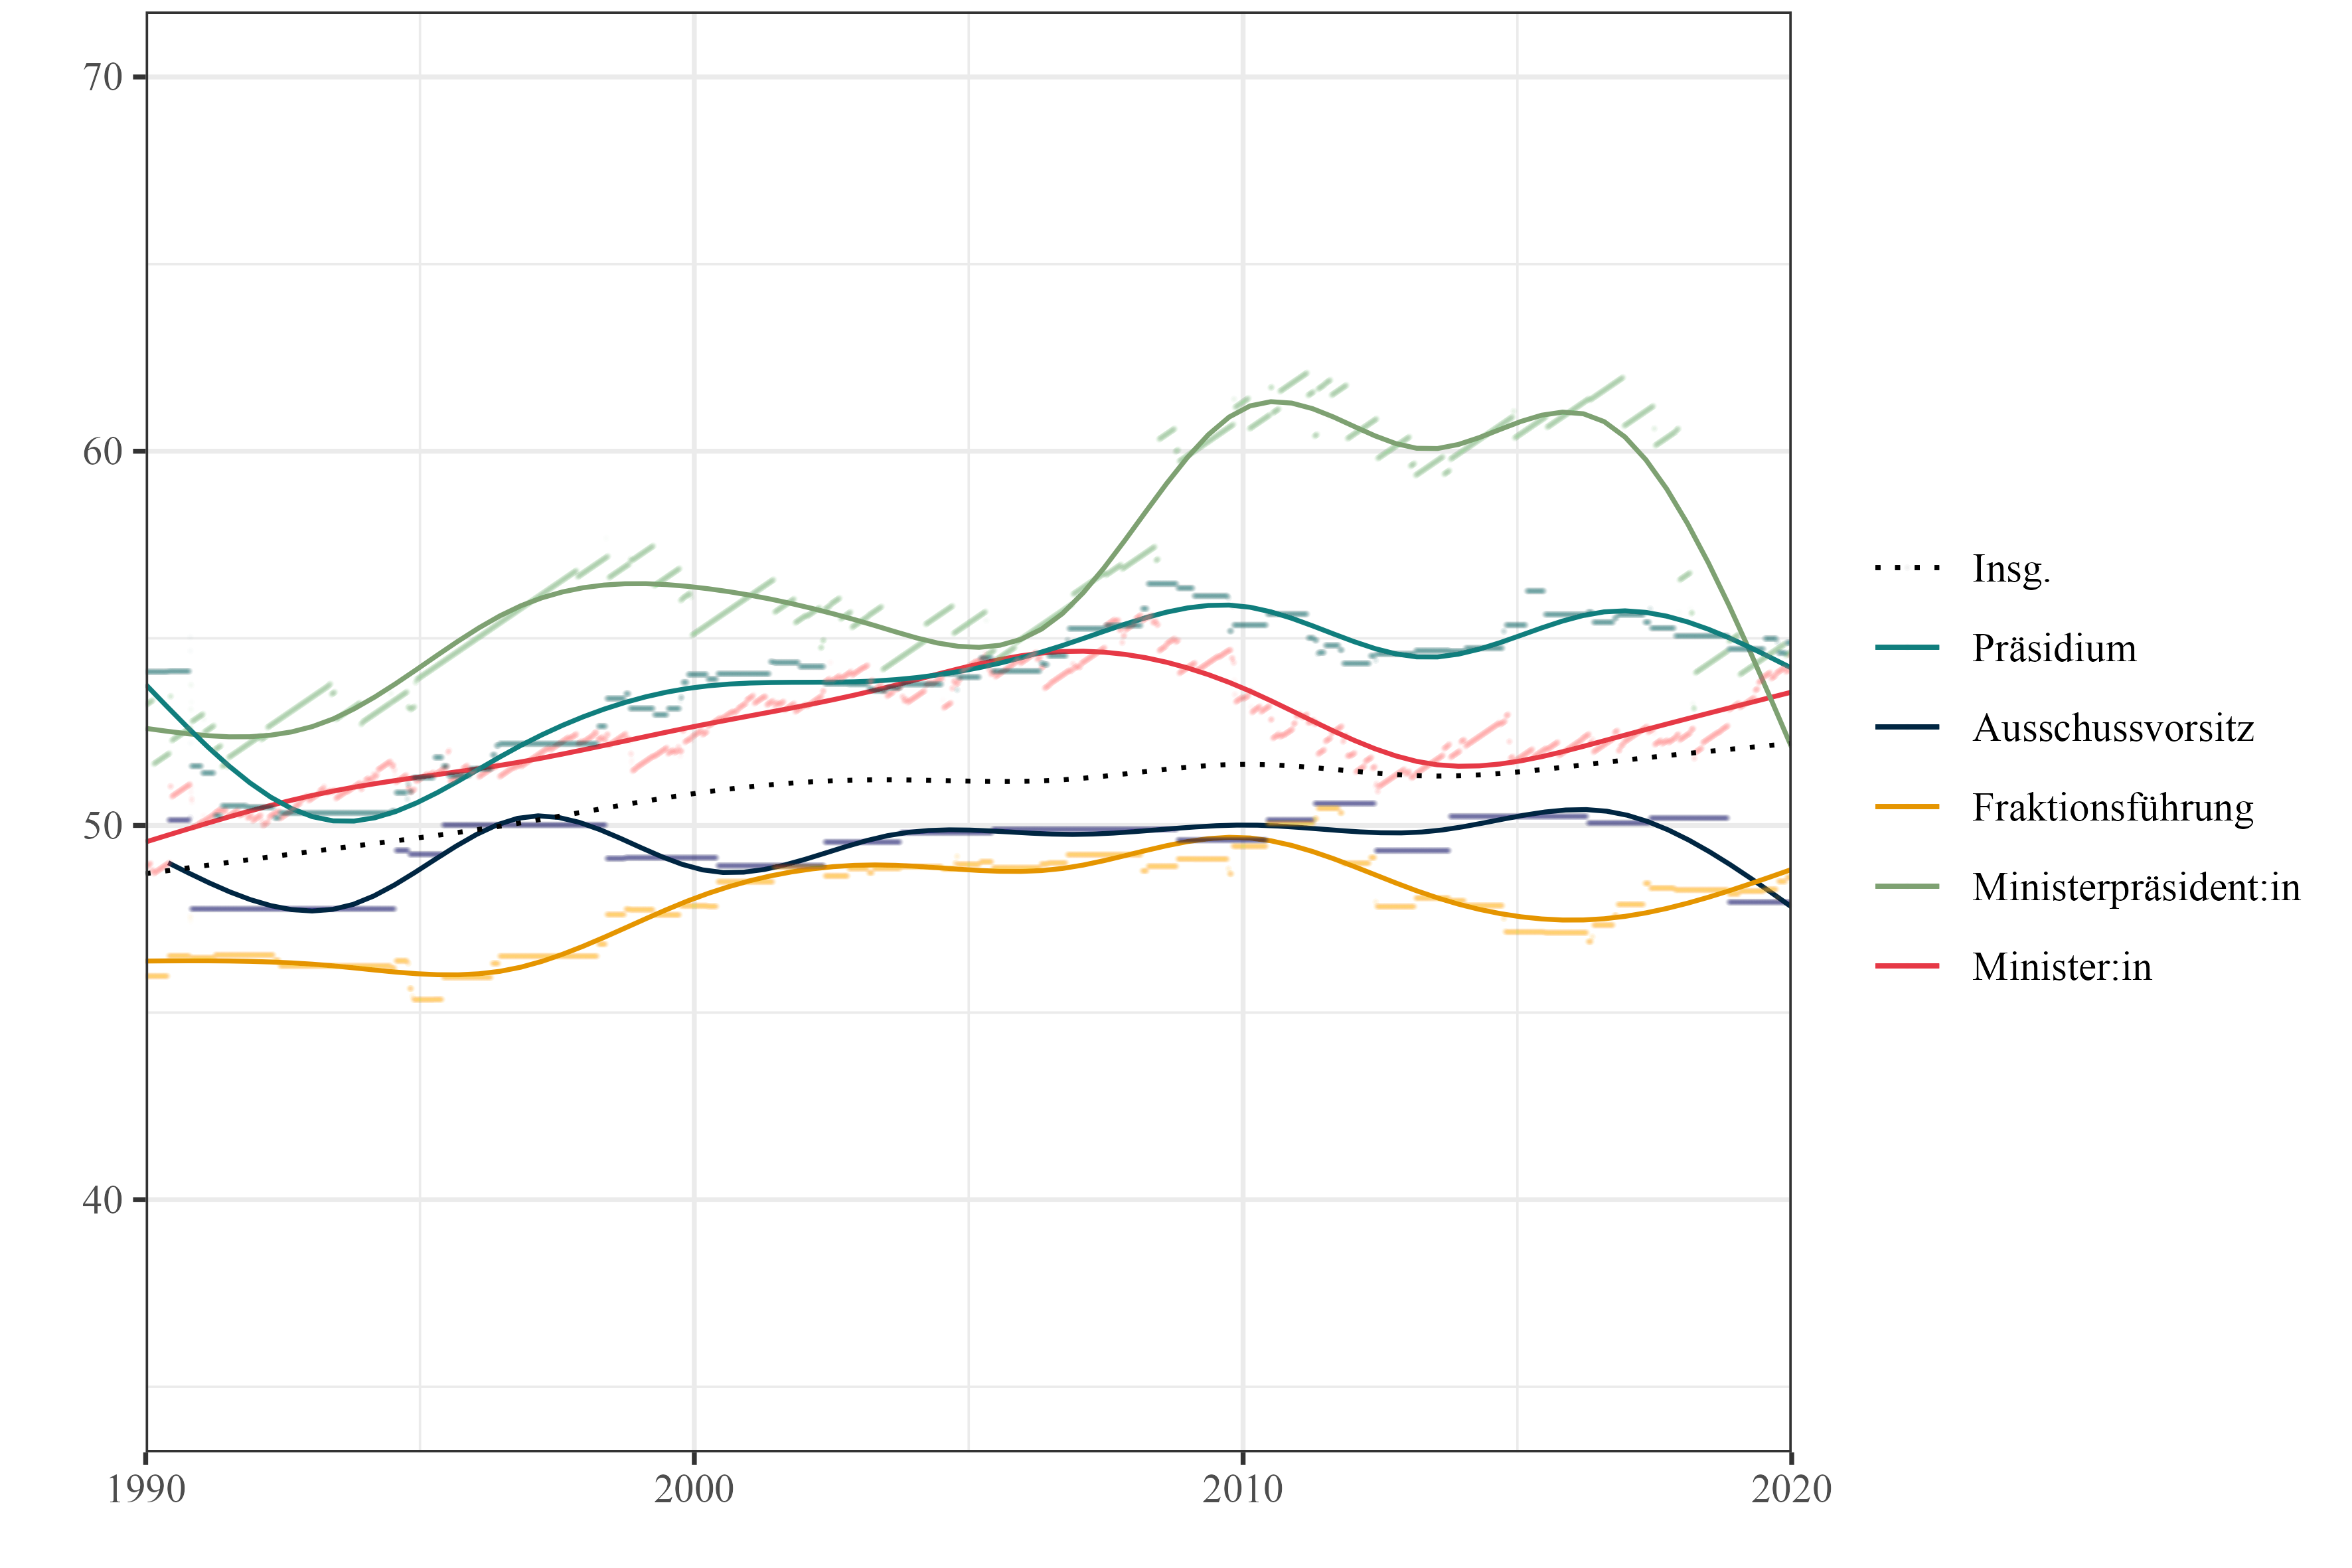 70
60
50
40
1990
2000
2010
2020
Insg.
Präsidium
Ausschussvorsitz
Fraktionsführung
Ministerpräsident:in
Minister:in